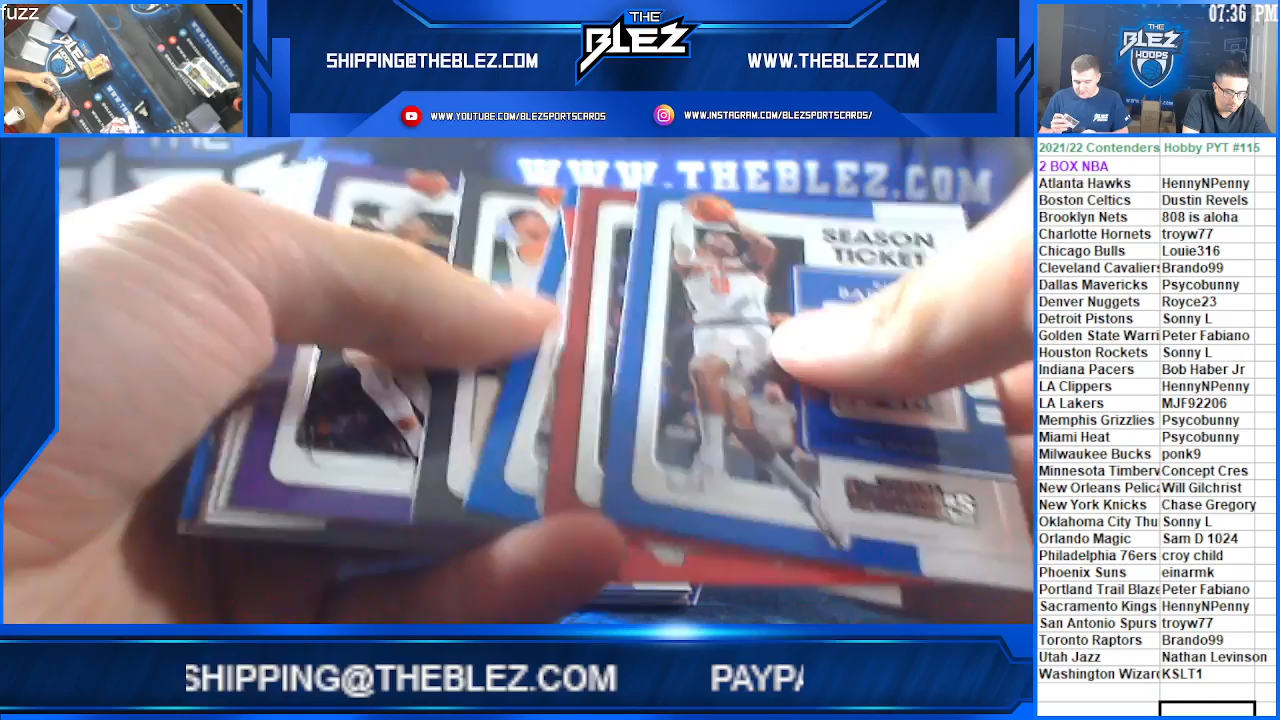 fuzz
SHIPPING@THEBLEZ.COM
THE
BLEZ
WWW.THEBLEZ.COM
WWW.YOUTUBE.COM/BLEZSPORTSCARDS
WWW.INSTAGRAM.COM/BLEZSPORTSCARDS/
07:36 PM
THE
BLEZ
HOOPS
WWW.THEBLEZ.COM
SEASON
TICKET
2021/22 Contenders Hobby PYT #115
2 BOX NBA
Atlanta Hawks HennyNPenny
Boston Celtics Dustin Revels
Brooklyn Nets 808 is aloha
Charlotte Hornets troyw77
Chicago Bulls Louie316
Cleveland Cavaliers Brando99
Dallas Mavericks Psycobunny
Denver Nuggets Royce23
Detroit Pistons Sonny L
Golden State Warri Peter Fabiano
Houston Rockets Sonny L
Indiana Pacers Bob Haber Jr
LA Clippers HennyNPenny
LA Lakers MJF92206
Memphis Grizzlies Psycobunny
Miami Heat Psycobunny
Milwaukee Bucks ponk9
Minnesota Timberv Concept Cres
New Orleans Pelica Will Gilchrist
New York Knicks Chase Gregory
Oklahoma City Thu Sonny L
Orlando Magic Sam D 1024
Philadelphia 76ers croy child
Phoenix Suns einarmk
Portland Trail Blaze Peter Fabiano
Sacramento Kings HennyNPenny
San Antonio Spurs troyw77
Toronto Raptors Brando99
Utah Jazz Nathan Levinson
Washington Wizard KSLT1
SHIPPING@THEBLEZ.COM PAYPA